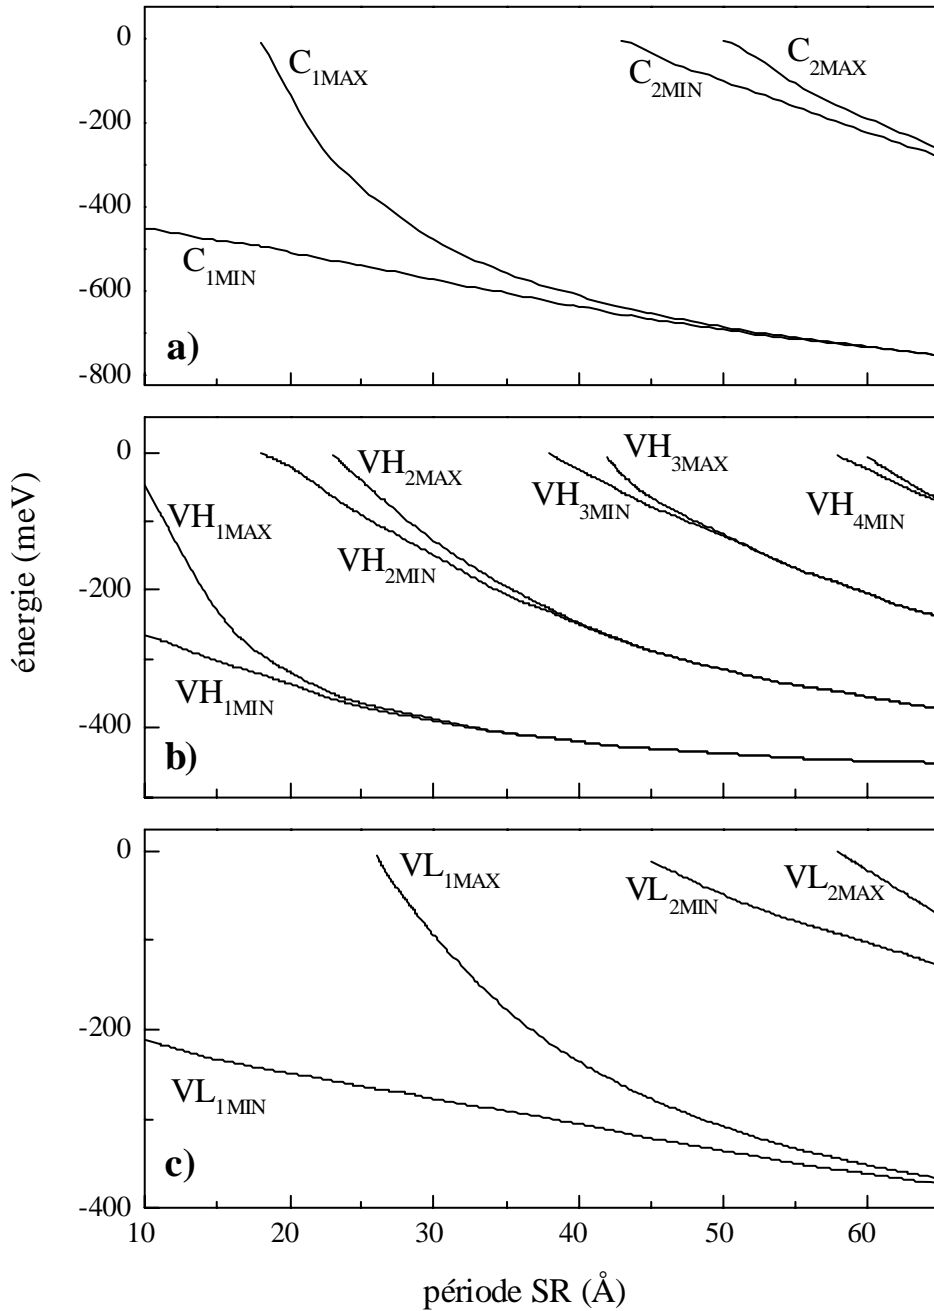 0
-200
-400
-600
-800
C1MAX
C2MAX
C2MIN
C1MIN
a)
0
-200
-400
VH1MAX
VH2MAX
VH3MAX
VH3MIN
VH4MIN
VH2MIN
VH1MIN
b)
énergie (meV)
0
-200
-400
VL1MAX
VL2MIN
VL2MAX
VL1MIN
c)
10 20 30 40 50 60
période SR (Å)